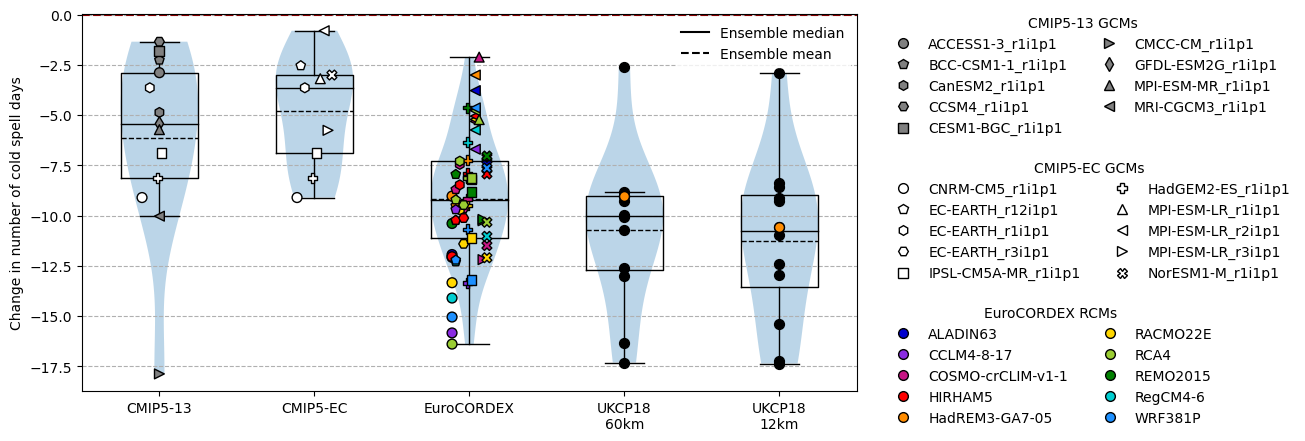 Change in number of cold spell days
0.0
−2.5
−5.0
−7.5
−10.0
−12.5
−15.0
−17.5
Ensemble median
Ensemble mean
CMIP5-13
CMIP5-EC
EuroCORDEX
UKCP18
60km
UKCP18
12km
CMIP5-13 GCMs
ACCESS1-3_r1i1p1
BCC-CSM1-1_r1i1p1
CanESM2_r1i1p1
CCSM4_r1i1p1
CESM1-BGC_r1i1p1
CMCC-CM_r1i1p1
GFDL-ESM2G_r1i1p1
MPI-ESM-MR_r1i1p1
MRI-CGCM3_r1i1p1
CMIP5-EC GCMs
CNRM-CM5_r1i1p1
EC-EARTH_r12i1p1
EC-EARTH_r1i1p1
EC-EARTH_r3i1p1
IPSL-CM5A-MR_r1i1p1
HadGEM2-ES_r1i1p1
MPI-ESM-LR_r1i1p1
MPI-ESM-LR_r2i1p1
MPI-ESM-LR_r3i1p1
NorESM1-M_r1i1p1
EuroCORDEX RCMs
ALADIN63
CCLM4-8-17
COSMO-crCLIM-v1-1
HIRHAM5
HadREM3-GA7-05
RACMO22E
RCA4
REMO2015
RegCM4-6
WRF381P